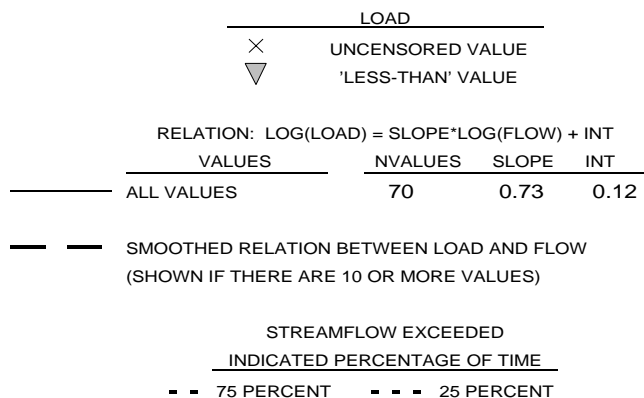 LOAD
UNCENSORED VALUE
'LESS-THAN' VALUE
RELATION: LOG(LOAD) = SLOPE*LOG(FLOW) + INT
VALUES NVALUES SLOPE INT
ALL VALUES 70 0.73 0.12
SMOOTHED RELATION BETWEEN LOAD AND FLOW
(SHOWN IF THERE ARE 10 OR MORE VALUES)
STREAMFLOW EXCEEDED
INDICATED PERCENTAGE OF TIME
75 PERCENT 25 PERCENT